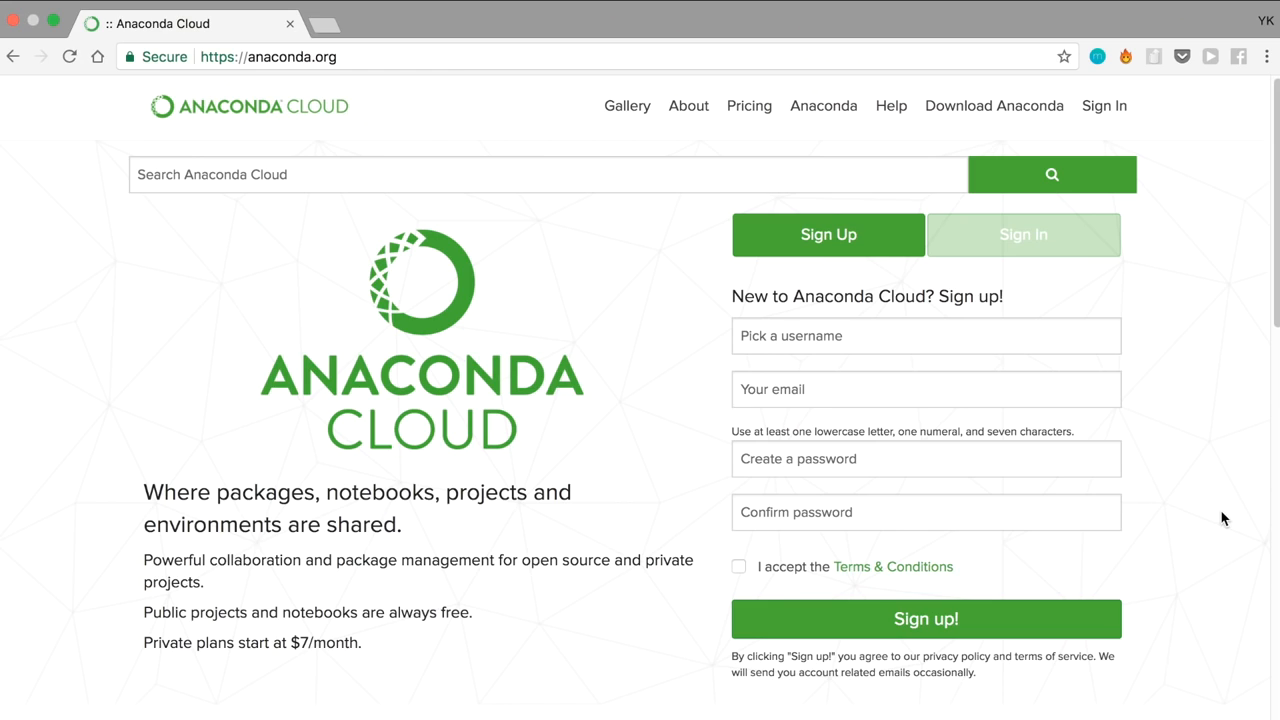 :: Anaconda Cloud
YK
Secure https://anaconda.org
ANACONDA CLOUD
Gallery About Pricing Anaconda Help Download Anaconda Sign In
Search Anaconda Cloud
Sign Up Sign In
ANACONDA
CLOUD
Where packages, notebooks, projects and
environments are shared.
Powerful collaboration and package management for open source and private
projects.
Public projects and notebooks are always free.
Private plans start at $7/month.
New to Anaconda Cloud? Sign up!
Pick a username
Your email
Use at least one lowercase letter, one numeral, and seven characters.
Create a password
Confirm password
I accept the Terms & Conditions
Sign up!
By clicking "Sign up!" you agree to our privacy policy and terms of service. We
will send you account related emails occasionally.